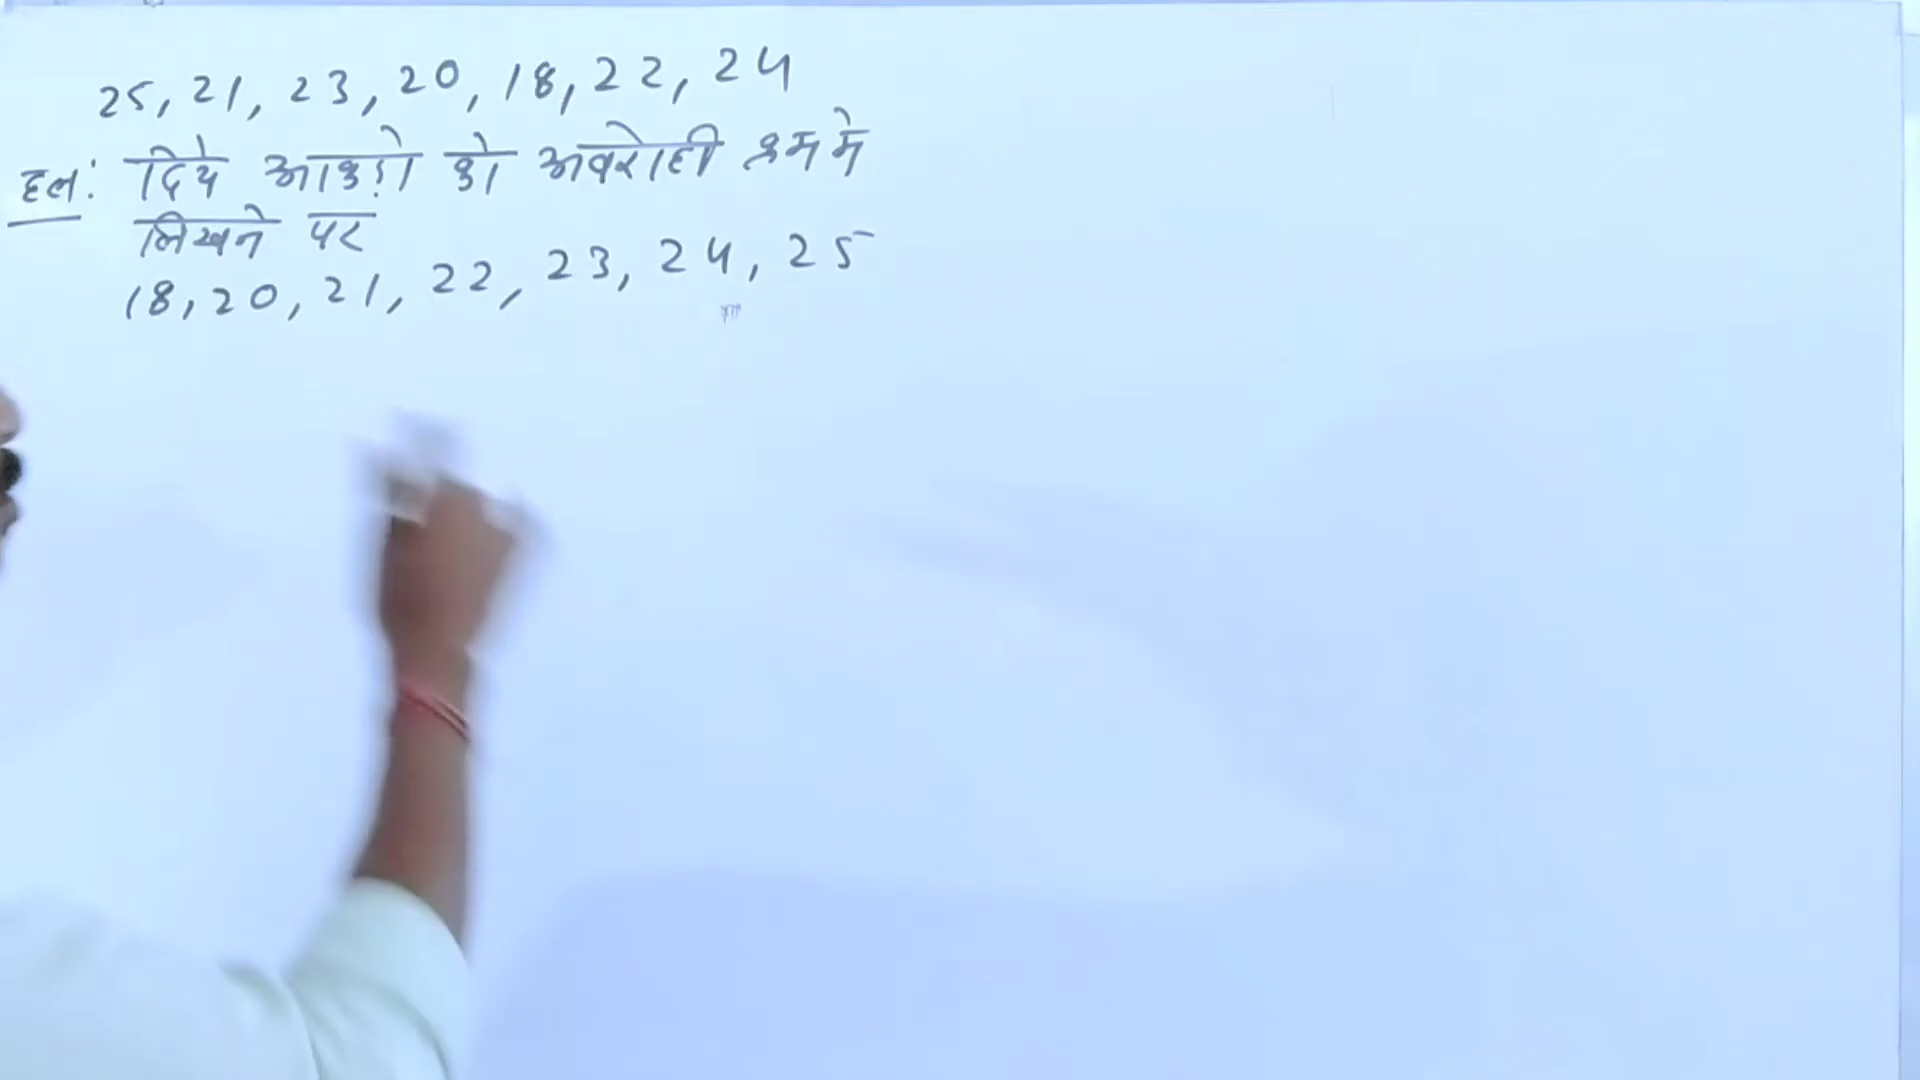 25, 21, 23, 20, 18, 22, 24
हल: दिये आकड़ो को अवरोही क्रम मे
लिखने पर
18, 20, 21, 22, 23, 24, 25